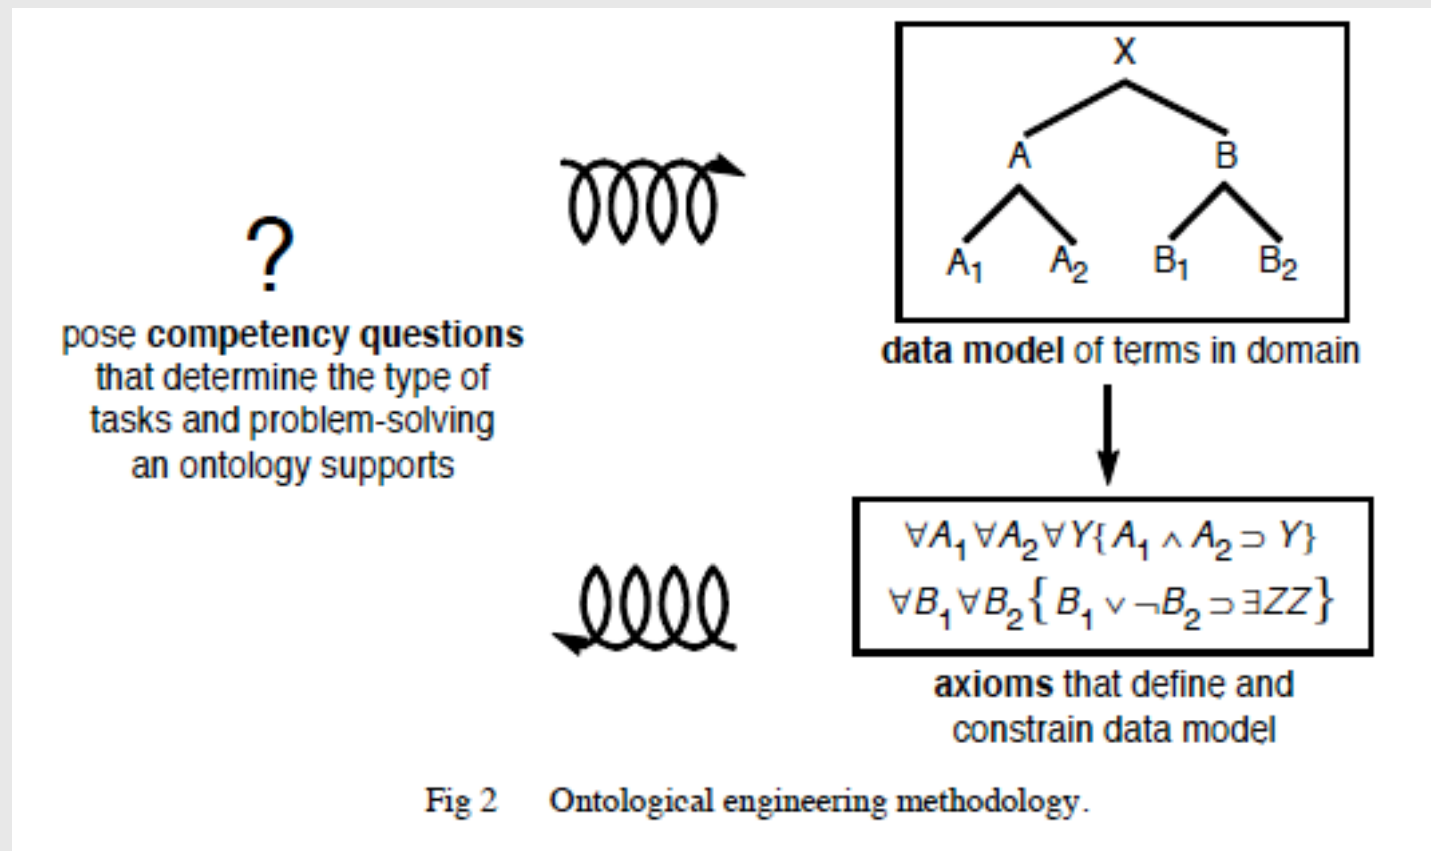 ?
pose competency questions
that determine the type of
tasks and problem-solving
an ontology supports
X
A B
A₁ A₂ B₁ B₂
data model of terms in domain
∀A₁∀A₂∀Y{A₁ ∧ A₂ ⊃ Y}
∀B₁∀B₂{B₁ ∨ ¬B₂ ⊃ ∃ZZ}
axioms that define and
constrain data model
Fig 2 Ontological engineering methodology.